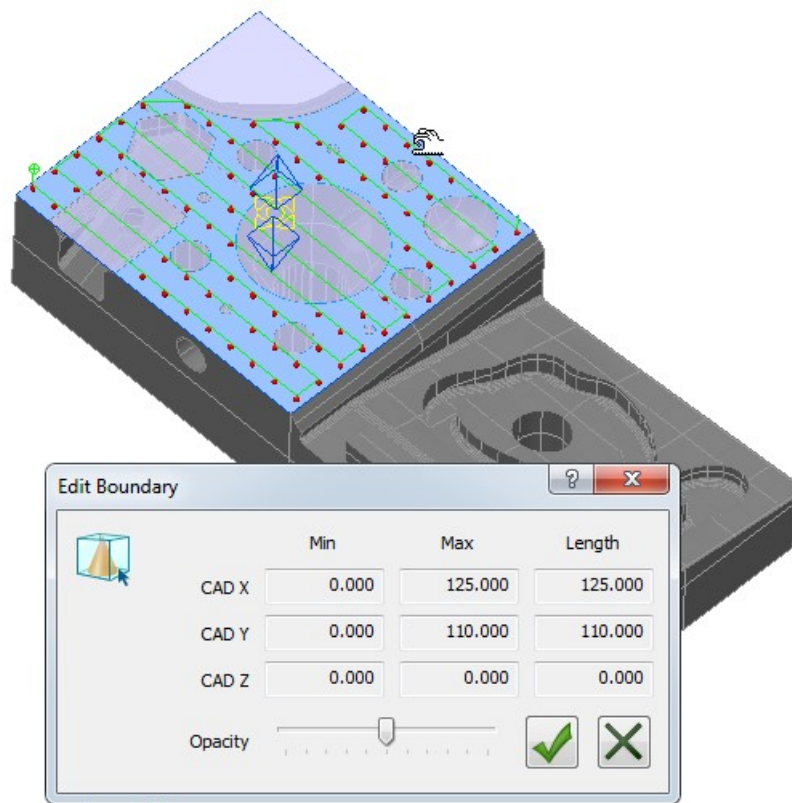 Edit Boundary
?
Min Max Length
CAD X 0.000 125.000 125.000
CAD Y 0.000 110.000 110.000
CAD Z 0.000 0.000 0.000
Opacity